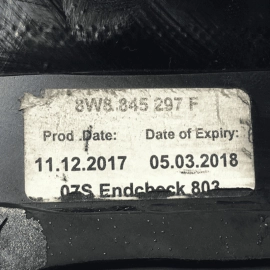 8W8 845 297 F
Prod .Date: Date of Expiry:
11.12.2017 05.03.2018
07S Endcheck 803